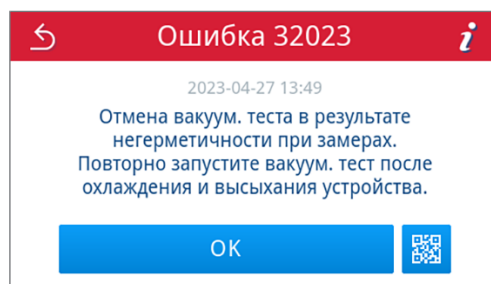 Ошибка 32023
i
2023-04-27 13:49
Отмена вакуум. теста в результате
негерметичности при замерах.
Повторно запустите вакуум. тест после
охлаждения и высыхания устройства.
OK